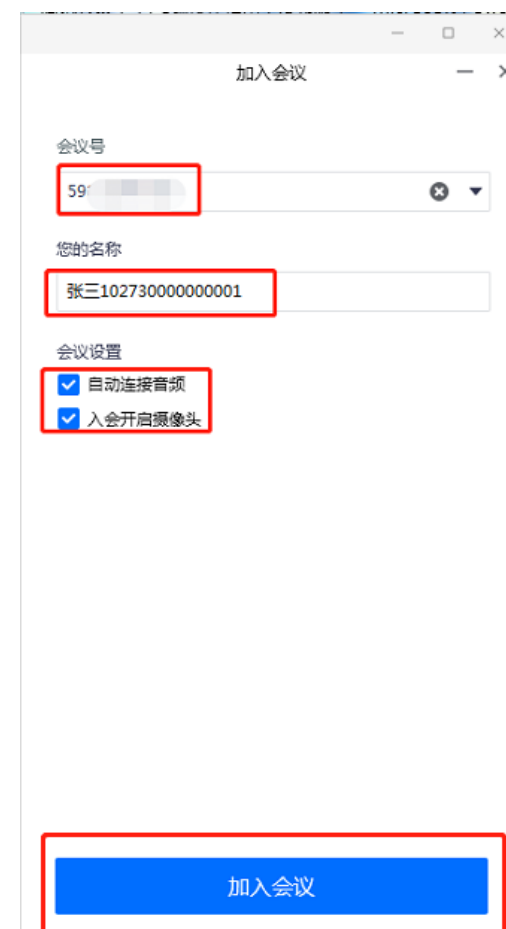 加入会议
会议号
59
您的名称
张三102730000000001
会议设置
自动连接音频
入会开启摄像头
加入会议